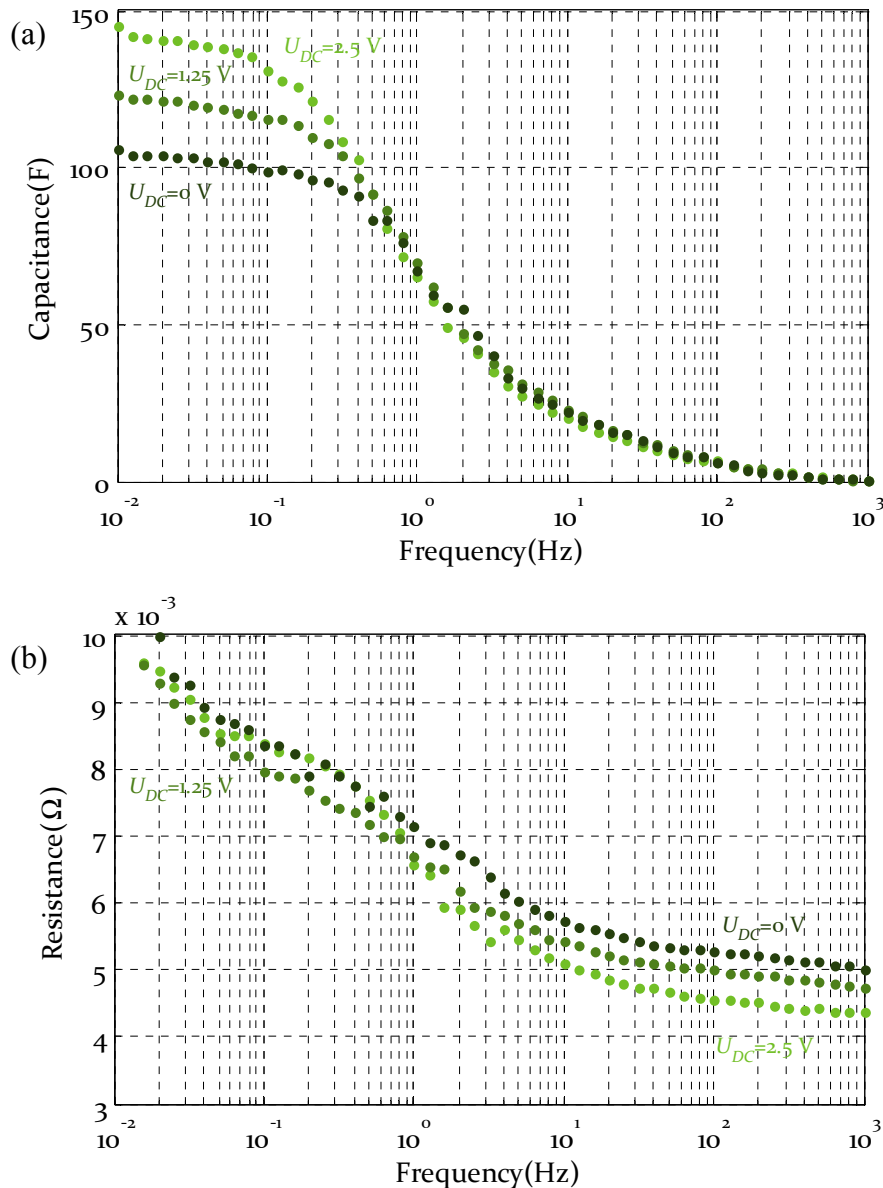 (a)
150
100
50
0
Capacitance(F)
U_DC=2.5 V
U_DC=1.25 V
U_DC=0 V
10^-2 10^-1 10^0 10^1 10^2 10^3
Frequency(Hz)
(b)
x 10^-3
10
9
8
7
6
5
4
3
Resistance(Ω)
U_DC=1.25 V
U_DC=0 V
U_DC=2.5 V
10^-2 10^-1 10^0 10^1 10^2 10^3
Frequency(Hz)